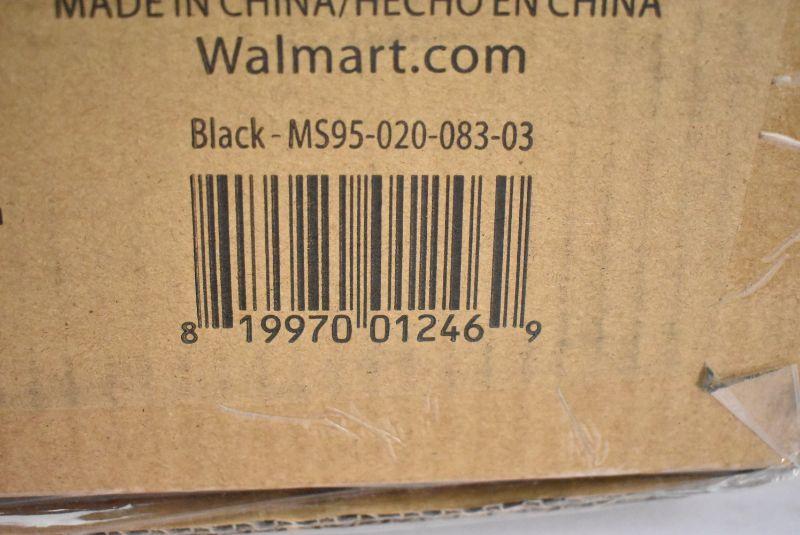 MADE IN CHINA/HECHO EN CHINA
Walmart.com
Black - MS95-020-083-03
8 19970 01246 9